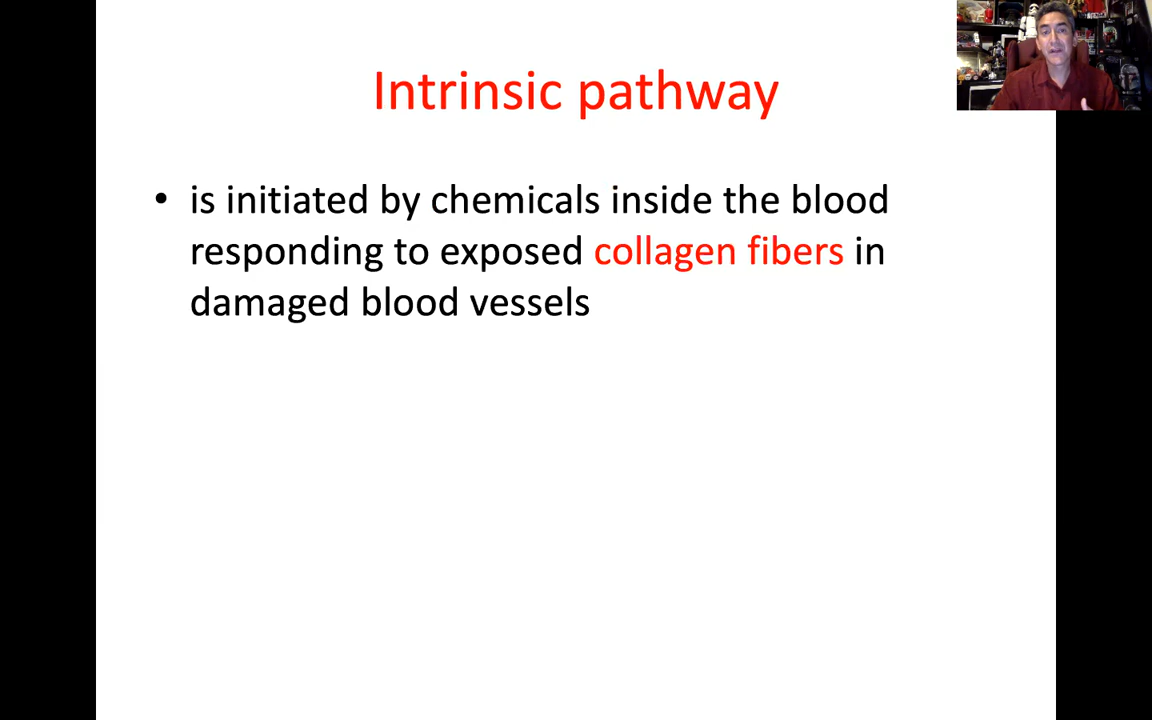 Intrinsic pathway
• is initiated by chemicals inside the blood
responding to exposed collagen fibers in
damaged blood vessels